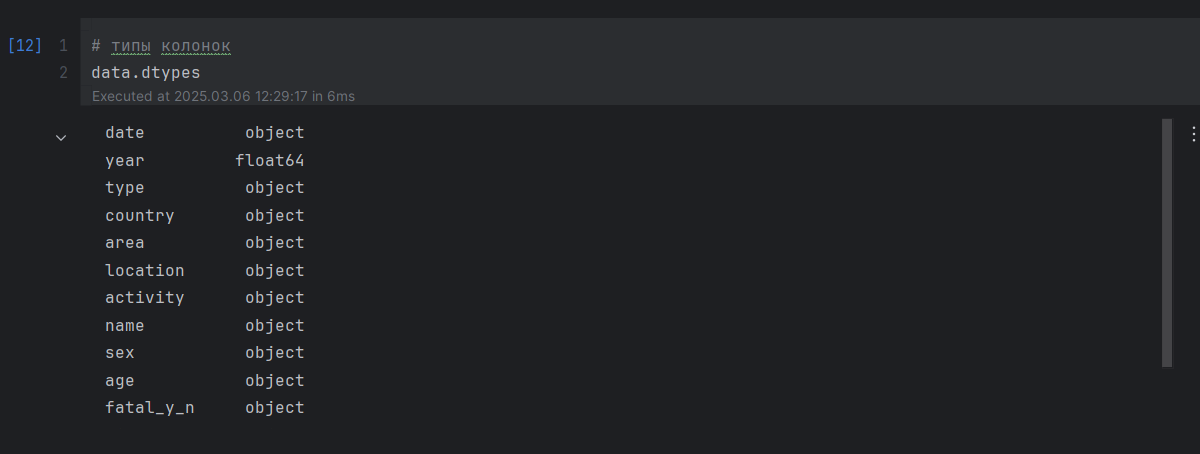 [12] 1 # типы колонок
2 data.dtypes
Executed at 2025.03.06 12:29:17 in 6ms
date object
year float64
type object
country object
area object
location object
activity object
name object
sex object
age object
fatal_y_n object